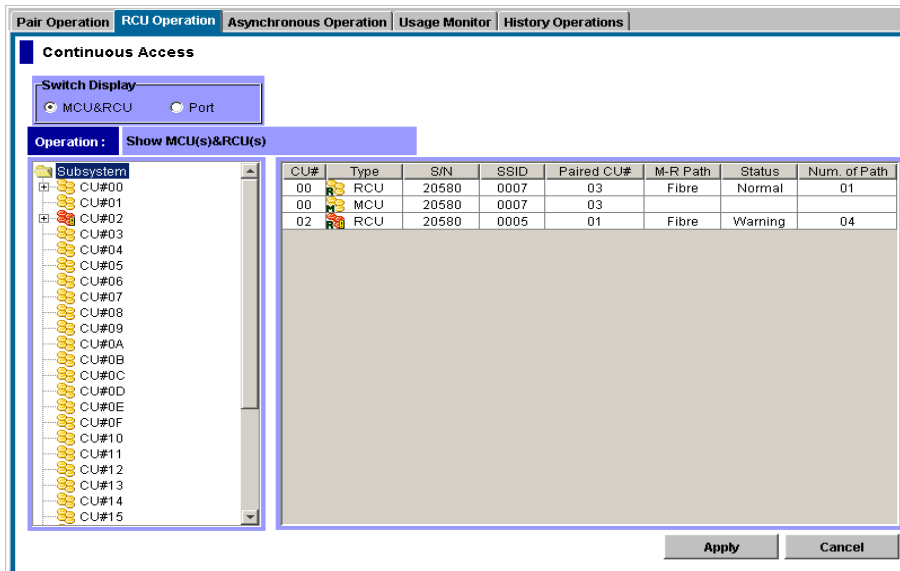 Pair Operation RCU Operation Asynchronous Operation Usage Monitor History Operations
Continuous Access
Switch Display
MCU&RCU Port
Operation : Show MCU(s)&RCU(s)
Subsystem
CU#00
CU#01
CU#02
CU#03
CU#04
CU#05
CU#06
CU#07
CU#08
CU#09
CU#0A
CU#0B
CU#0C
CU#0D
CU#0E
CU#0F
CU#10
CU#11
CU#12
CU#13
CU#14
CU#15
CU# Type S/N SSID Paired CU# M-R Path Status Num. of Path
00 R RCU 20580 0007 03 Fibre Normal 01
00 M MCU 20580 0007 03
02 R RCU 20580 0005 01 Fibre Warning 04
Apply Cancel